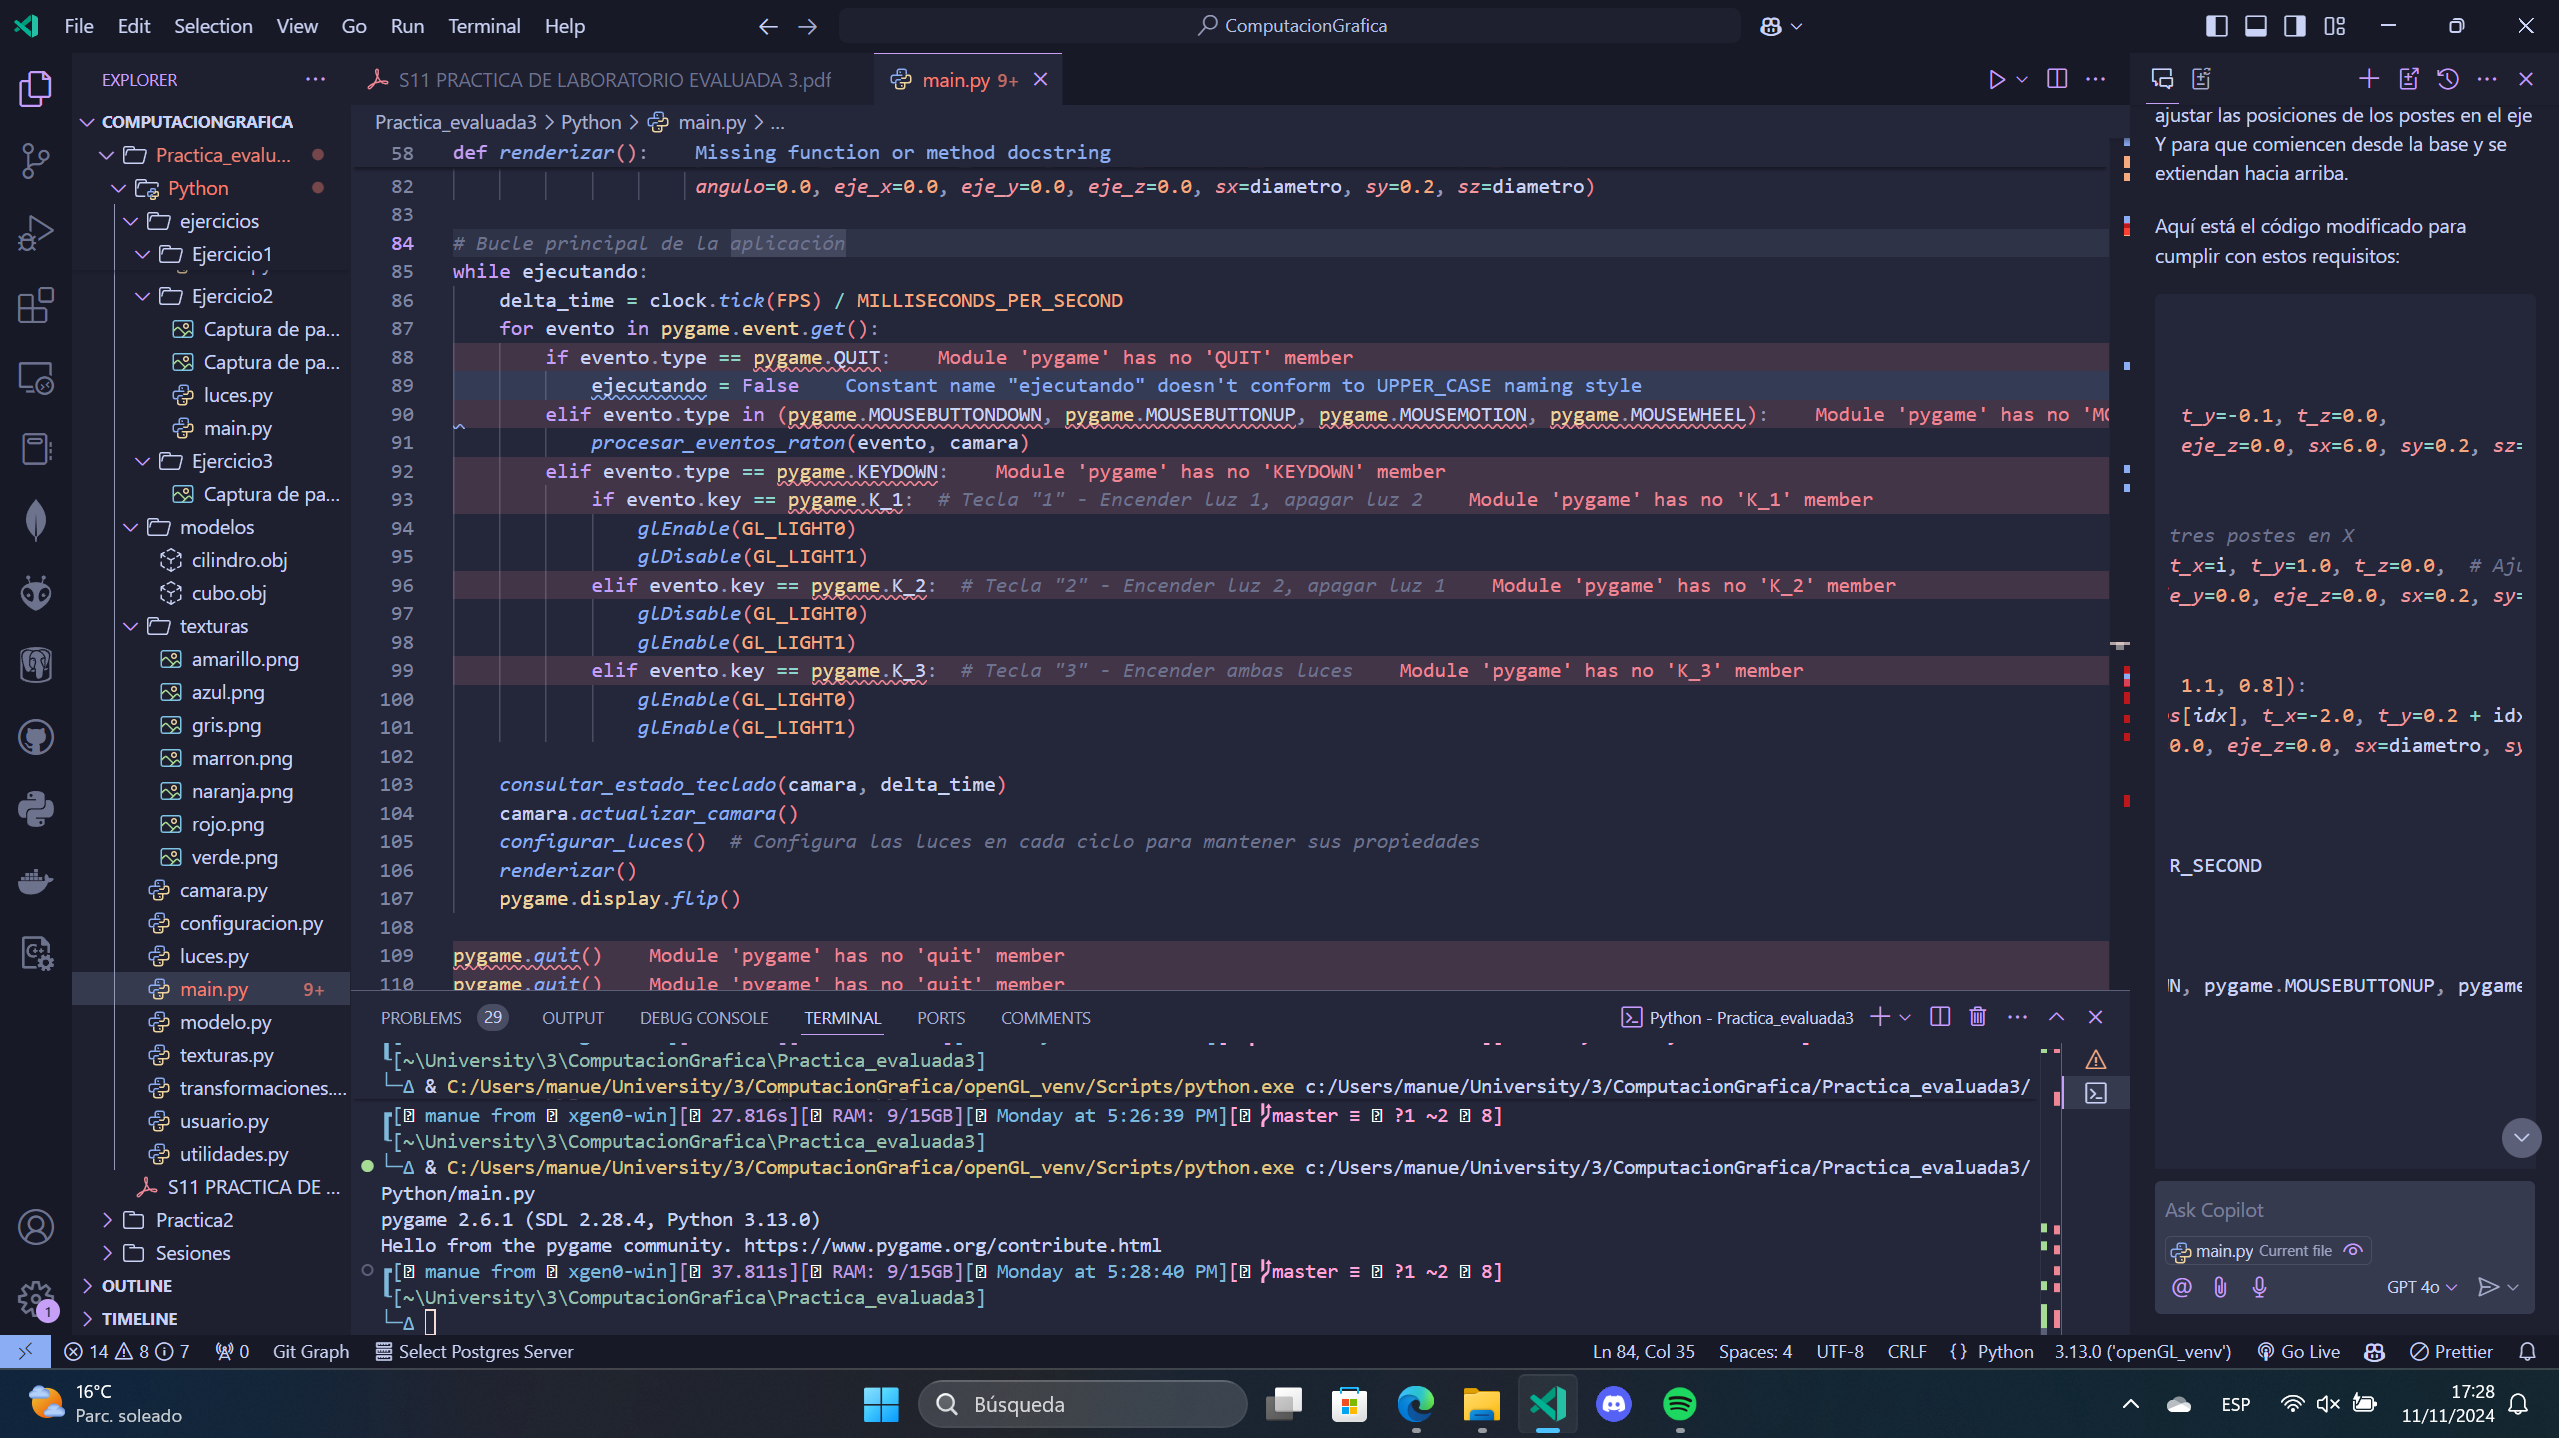 File Edit Selection View Go Run Terminal Help
ComputacionGrafica
EXPLORER
COMPUTACIONGRAFICA
Practica_evalu...
Python
ejercicios
Ejercicio1
Ejercicio2
Captura de pa...
Captura de pa...
luces.py
main.py
Ejercicio3
Captura de pa...
modelos
cilindro.obj
cubo.obj
texturas
amarillo.png
azul.png
gris.png
marron.png
naranja.png
rojo.png
verde.png
camara.py
configuracion.py
luces.py
main.py 9+
modelo.py
texturas.py
transformaciones....
usuario.py
utilidades.py
S11 PRACTICA DE ...
Practica2
Sesiones
OUTLINE
TIMELINE
1
S11 PRACTICA DE LABORATORIO EVALUADA 3.pdf
main.py 9+
Practica_evaluada3 > Python > main.py > ...
58 def renderizar(): Missing function or method docstring
82 angulo=0.0, eje_x=0.0, eje_y=0.0, eje_z=0.0, sx=diametro, sy=0.2, sz=diametro)
83
84 # Bucle principal de la aplicación
85 while ejecutando:
86 delta_time = clock.tick(FPS) / MILLISECONDS_PER_SECOND
87 for evento in pygame.event.get():
88 if evento.type == pygame.QUIT: Module 'pygame' has no 'QUIT' member
89 ejecutando = False Constant name "ejecutando" doesn't conform to UPPER_CASE naming style
90 elif evento.type in (pygame.MOUSEBUTTONDOWN, pygame.MOUSEBUTTONUP, pygame.MOUSEMOTION, pygame.MOUSEWHEEL): Module 'pygame' has no 'MO
91 procesar_eventos_raton(evento, camara)
92 elif evento.type == pygame.KEYDOWN: Module 'pygame' has no 'KEYDOWN' member
93 if evento.key == pygame.K_1: # Tecla "1" - Encender luz 1, apagar luz 2 Module 'pygame' has no 'K_1' member
94 glEnable(GL_LIGHT0)
95 glDisable(GL_LIGHT1)
96 elif evento.key == pygame.K_2: # Tecla "2" - Encender luz 2, apagar luz 1 Module 'pygame' has no 'K_2' member
97 glDisable(GL_LIGHT0)
98 glEnable(GL_LIGHT1)
99 elif evento.key == pygame.K_3: # Tecla "3" - Encender ambas luces Module 'pygame' has no 'K_3' member
100 glEnable(GL_LIGHT0)
101 glEnable(GL_LIGHT1)
102
103 consultar_estado_teclado(camara, delta_time)
104 camara.actualizar_camara()
105 configurar_luces() # Configura las luces en cada ciclo para mantener sus propiedades
106 renderizar()
107 pygame.display.flip()
108
109 pygame.quit() Module 'pygame' has no 'quit' member
110 pygame.quit() Module 'pygame' has no 'quit' member
PROBLEMS 29 OUTPUT DEBUG CONSOLE TERMINAL PORTS COMMENTS
Python - Practica_evaluada3
[~\University\3\ComputacionGrafica\Practica_evaluada3]
Δ & C:/Users/manue/University/3/ComputacionGrafica/openGL_venv/Scripts/python.exe c:/Users/manue/University/3/ComputacionGrafica/Practica_evaluada3/
[ manue from xgen0-win][ 27.816s][ RAM: 9/15GB][ Monday at 5:26:39 PM][ master ≡ ?1 ~2 8]
[~\University\3\ComputacionGrafica\Practica_evaluada3]
Δ & C:/Users/manue/University/3/ComputacionGrafica/openGL_venv/Scripts/python.exe c:/Users/manue/University/3/ComputacionGrafica/Practica_evaluada3/
Python/main.py
pygame 2.6.1 (SDL 2.28.4, Python 3.13.0)
Hello from the pygame community. https://www.pygame.org/contribute.html
[ manue from xgen0-win][ 37.811s][ RAM: 9/15GB][ Monday at 5:28:40 PM][ master ≡ ?1 ~2 8]
[~\University\3\ComputacionGrafica\Practica_evaluada3]
Δ
ajustar las posiciones de los postes en el eje
Y para que comiencen desde la base y se
extiendan hacia arriba.
Aquí está el código modificado para
cumplir con estos requisitos:
t_y=-0.1, t_z=0.0,
eje_z=0.0, sx=6.0, sy=0.2, sz=
tres postes en X
t_x=i, t_y=1.0, t_z=0.0, # Aju
e_y=0.0, eje_z=0.0, sx=0.2, sy=
1.1, 0.8]):
s[idx], t_x=-2.0, t_y=0.2 + idx
0.0, eje_z=0.0, sx=diametro, sy
R_SECOND
N, pygame.MOUSEBUTTONUP, pygame
Ask Copilot
main.py Current file
GPT 4o
14 8 7 0 Git Graph Select Postgres Server
Ln 84, Col 35 Spaces: 4 UTF-8 CRLF {} Python 3.13.0 ('openGL_venv') Go Live Prettier
16°C
Parc. soleado
Búsqueda
ESP
17:28
11/11/2024